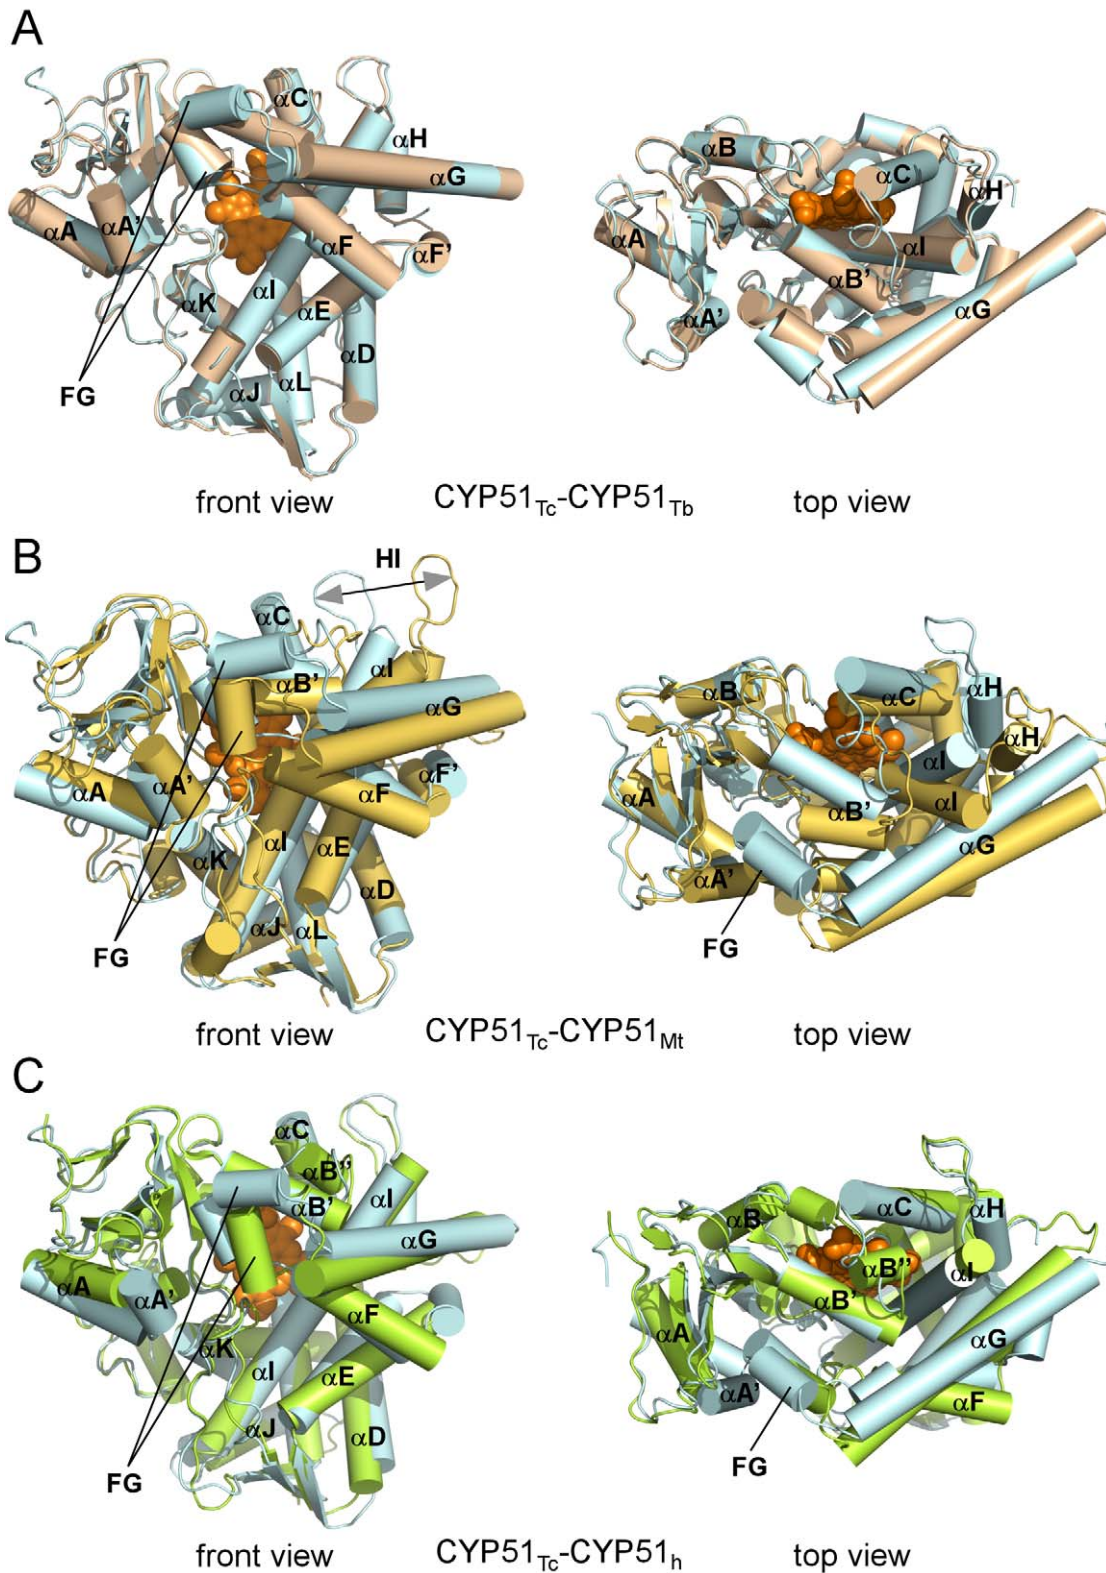 A
αC
αH
αG
αA
αA’
αF
αF’
αK
αI
αE
αD
αJ
αL
FG
αB
αC
αH
αA
αI
αB’
αA’
αG
front view
CYP51Tc-CYP51Tb
top view
B
HI
αC
αI
αB’
αG
αA
αA’
αF’
αF
αK
αI
αE
αD
αJ
αL
FG
αB
αC
αH
αH
αI
αA
αB’
αI
αG
αA’
FG
front view
CYP51Tc-CYP51Mt
top view
C
αC
αB’’
αB’
αI
αG
αA
αA’
αF
αK
αI
αE
αJ
αD
FG
αB
αC
αH
αB’’
αI
αB’
αA
αG
αA’
αF
FG
front view
CYP51Tc-CYP51h
top view